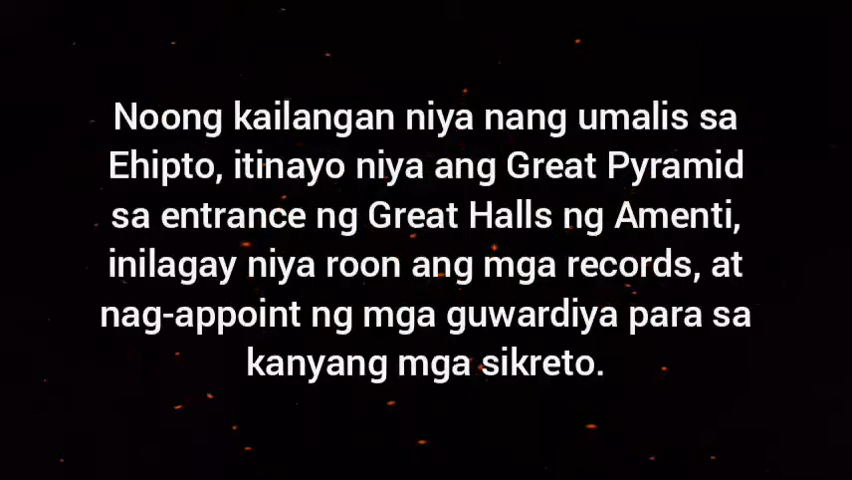 Noong kailangan niya nang umalis sa
Ehipto, itinayo niya ang Great Pyramid
sa entrance ng Great Halls ng Amenti,
inilagay niya roon ang mga records, at
nag-appoint ng mga guwardiya para sa
kanyang mga sikreto.